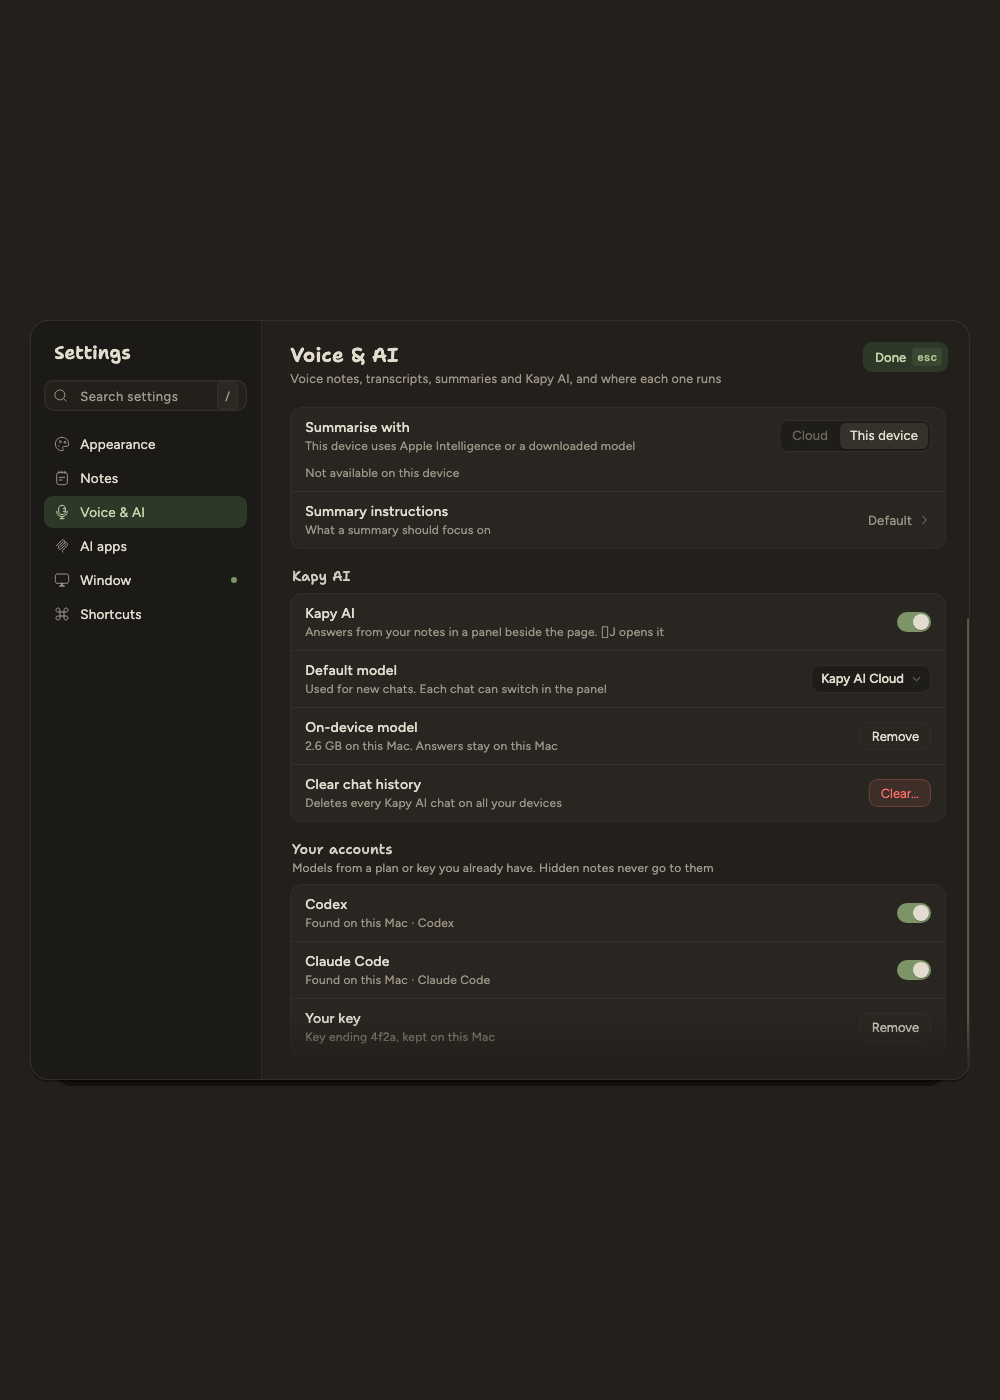 Settings
Search settings /
Appearance
Notes
Voice & AI
AI apps
Window
Shortcuts
Voice & AI
Voice notes, transcripts, summaries and Kapy AI, and where each one runs
Done esc
Summarise with
This device uses Apple Intelligence or a downloaded model
Cloud This device
Not available on this device
Summary instructions
What a summary should focus on
Default
Kapy AI
Kapy AI
Answers from your notes in a panel beside the page. ▯J opens it
Default model
Used for new chats. Each chat can switch in the panel
Kapy AI Cloud
On-device model
2.6 GB on this Mac. Answers stay on this Mac
Remove
Clear chat history
Deletes every Kapy AI chat on all your devices
Clear...
Your accounts
Models from a plan or key you already have. Hidden notes never go to them
Codex
Found on this Mac · Codex
Claude Code
Found on this Mac · Claude Code
Your key
Key ending 4f2a, kept on this Mac
Remove